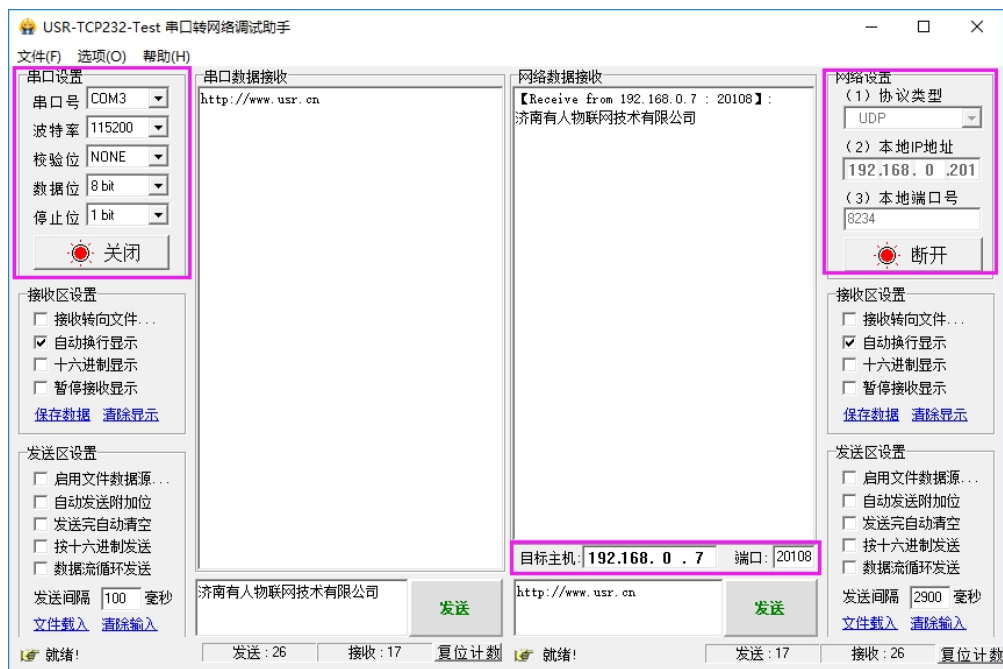 USR-TCP232-Test 串口转网络调试助手
文件(F) 选项(O) 帮助(H)
串口设置
串口号 COM3
波特率 115200
校验位 NONE
数据位 8 bit
停止位 1 bit
关闭
接收区设置
接收转向文件...
自动换行显示
十六进制显示
暂停接收显示
保存数据 清除显示
发送区设置
启用文件数据源...
自动发送附加位
发送完自动清空
按十六进制发送
数据流循环发送
发送间隔 100 毫秒
文件载入 清除输入
串口数据接收
http://www.usr.cn
济南有人物联网技术有限公司
发送
就绪!
发送:26
接收:17
复位计数
网络数据接收
【Receive from 192.168.0.7 : 20108】:
济南有人物联网技术有限公司
目标主机: 192.168. 0 . 7 端口: 20108
http://www.usr.cn
发送
就绪!
发送:17
接收:26
复位计数
网络设置
(1) 协议类型
UDP
(2) 本地IP地址
192.168. 0 .201
(3) 本地端口号
8234
断开
接收区设置
接收转向文件...
自动换行显示
十六进制显示
暂停接收显示
保存数据 清除显示
发送区设置
启用文件数据源...
自动发送附加位
发送完自动清空
按十六进制发送
数据流循环发送
发送间隔 2900 毫秒
文件载入 清除输入